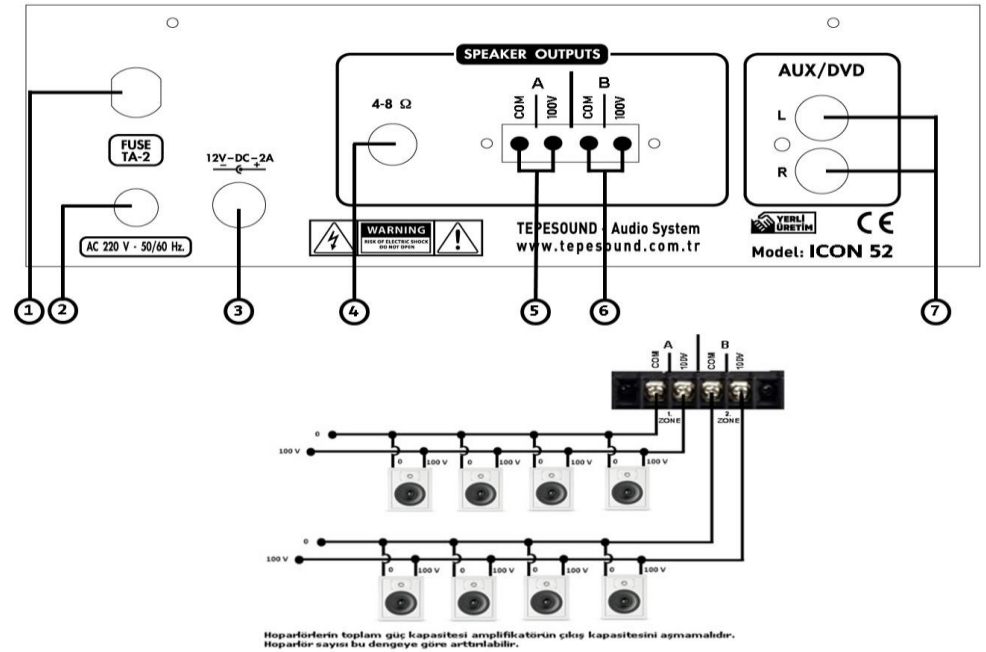 SPEAKER OUTPUTS
AUX/DVD
4-8 Ω
A
B
COM
100V
COM
100V
L
R
FUSE
TA-2
12V-DC-2A
- +
AC 220 V - 50/60 Hz.
WARNING
RISK OF ELECTRIC SHOCK
DO NOT OPEN
TEPESOUND - Audio System
www.tepesound.com.tr
YERLİ
ÜRETİM
CE
Model: ICON 52
1
2
3
4
5
6
7
A
B
COM
100V
COM
100V
1.
ZONE
2.
ZONE
0
100 V
0
100 V
0
100 V
0
100 V
0
100 V
0
100 V
0
100 V
0
100 V
0
100 V
0
100 V
Hoparlörlerin toplam güç kapasitesi amplifikatörün çıkış kapasitesini aşmamalıdır.
Hoparlör sayısı bu dengeye göre arttırılabilir.